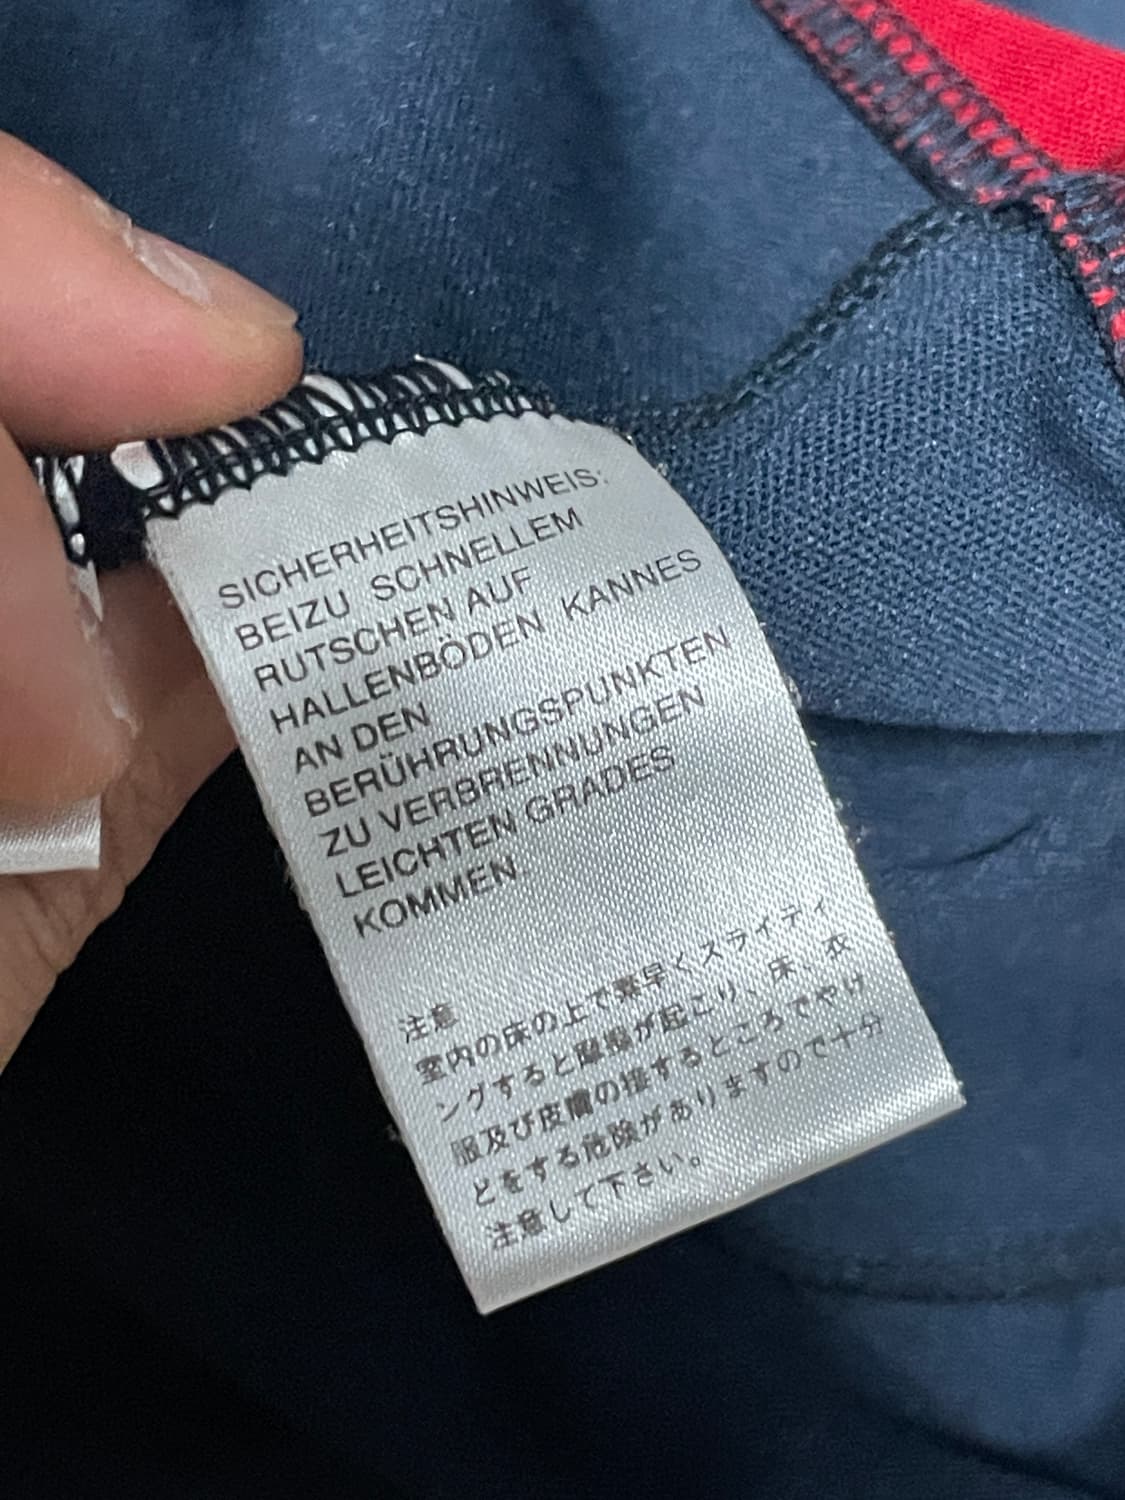 SICHERHEITSHINWEIS:
BEIZU SCHNELLEM
RUTSCHEN AUF
HALLENBÖDEN KANNES
AN DEN
BERÜHRUNGSPUNKTEN
ZU VERBRENNUNGEN
LEICHTEN GRADES
KOMMEN.
注意
室内の床の上で素早くスライディ
ングすると摩擦が起こり、床、衣
服及び皮膚の接するところでやけ
どをする危険がありますので十分
注意して下さい。